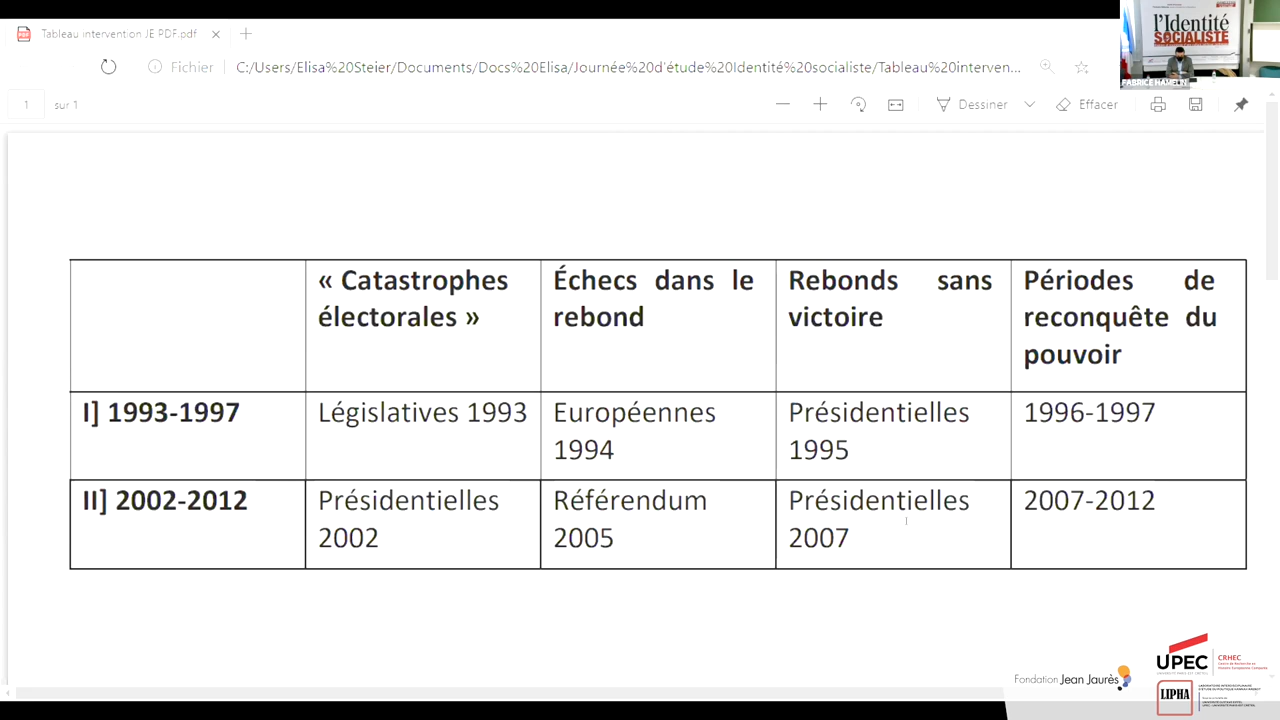 Tableau intervention JE PDF.pdf
Fichier
C:/Users/Elisa%20Steier/Docum
%20Elisa/Journée%20d'étude%20Identité%20socialiste/Tableau%20interven...
1
sur 1
Dessiner
Effacer
l'Identité
SOCIALISTE
FABRICE HAMELIN
« Catastrophes
électorales »
Échecs dans le
rebond
Rebonds sans
victoire
Périodes de
reconquête du
pouvoir
I] 1993-1997
Législatives 1993
Européennes
1994
Présidentielles
1995
1996-1997
II] 2002-2012
Présidentielles
2002
Référendum
2005
Présidentielles
2007
2007-2012
Fondation Jean Jaurès
UPEC
CRHEC
LIPHA